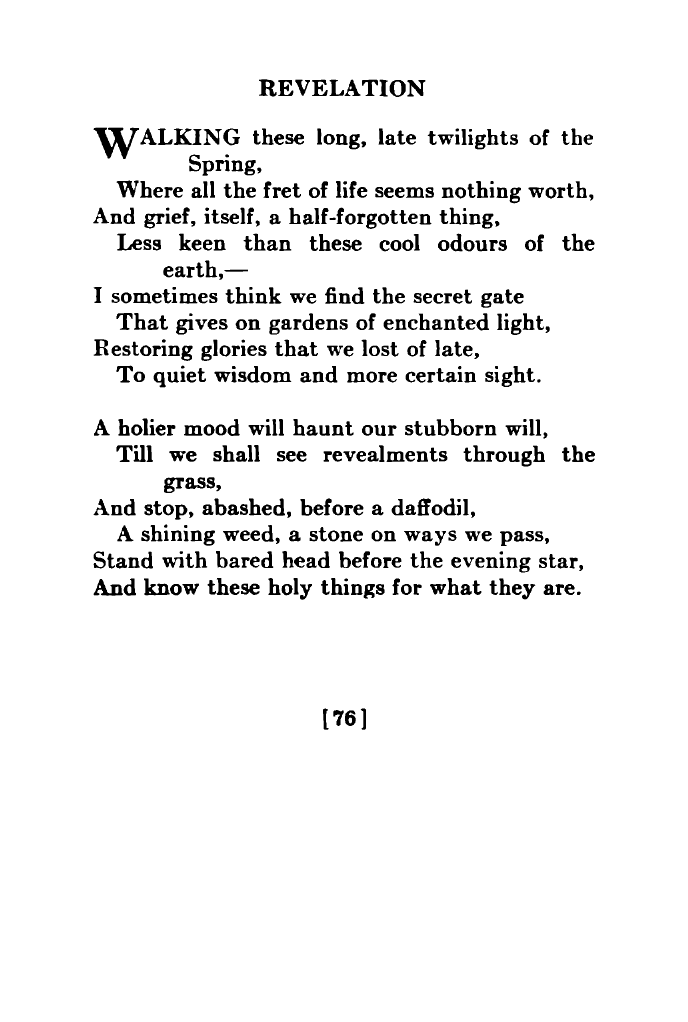 REVELATION
WALKING these long, late twilights of the
Spring,
Where all the fret of life seems nothing worth,
And grief, itself, a half-forgotten thing,
Less keen than these cool odours of the
earth,—
I sometimes think we find the secret gate
That gives on gardens of enchanted light,
Restoring glories that we lost of late,
To quiet wisdom and more certain sight.
A holier mood will haunt our stubborn will,
Till we shall see revealments through the
grass,
And stop, abashed, before a daffodil,
A shining weed, a stone on ways we pass,
Stand with bared head before the evening star,
And know these holy things for what they are.
[76]